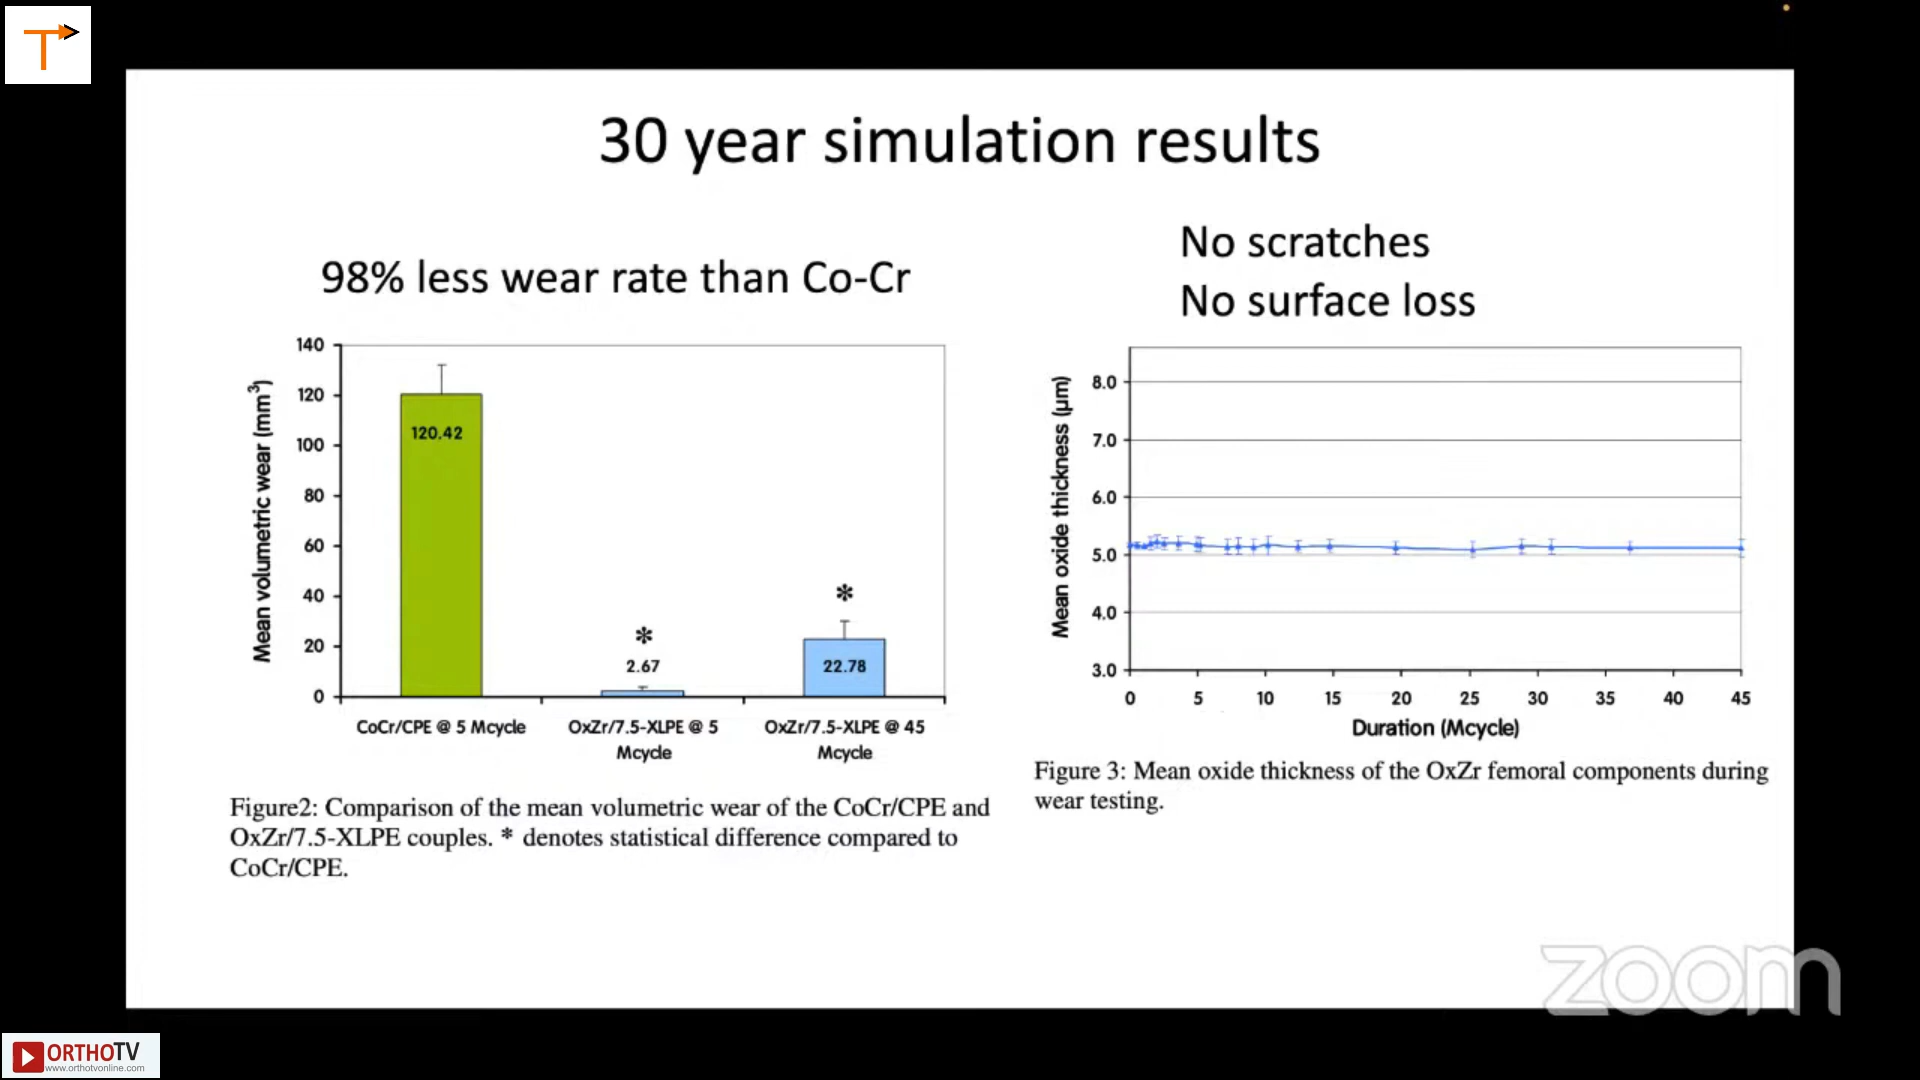 T
30 year simulation results
98% less wear rate than Co-Cr
No scratches
No surface loss
Mean volumetric wear (mm³)
140
120
100
80
60
40
20
0
120.42
*
2.67
*
22.78
CoCr/CPE @ 5 Mcycle
OxZr/7.5-XLPE @ 5
Mcycle
OxZr/7.5-XLPE @ 45
Mcycle
Figure2: Comparison of the mean volumetric wear of the CoCr/CPE and
OxZr/7.5-XLPE couples. * denotes statistical difference compared to
CoCr/CPE.
Mean oxide thickness (µm)
8.0
7.0
6.0
5.0
4.0
3.0
0 5 10 15 20 25 30 35 40 45
Duration (Mcycle)
Figure 3: Mean oxide thickness of the OxZr femoral components during
wear testing.
zoom
ORTHOTV
www.orthotvonline.com